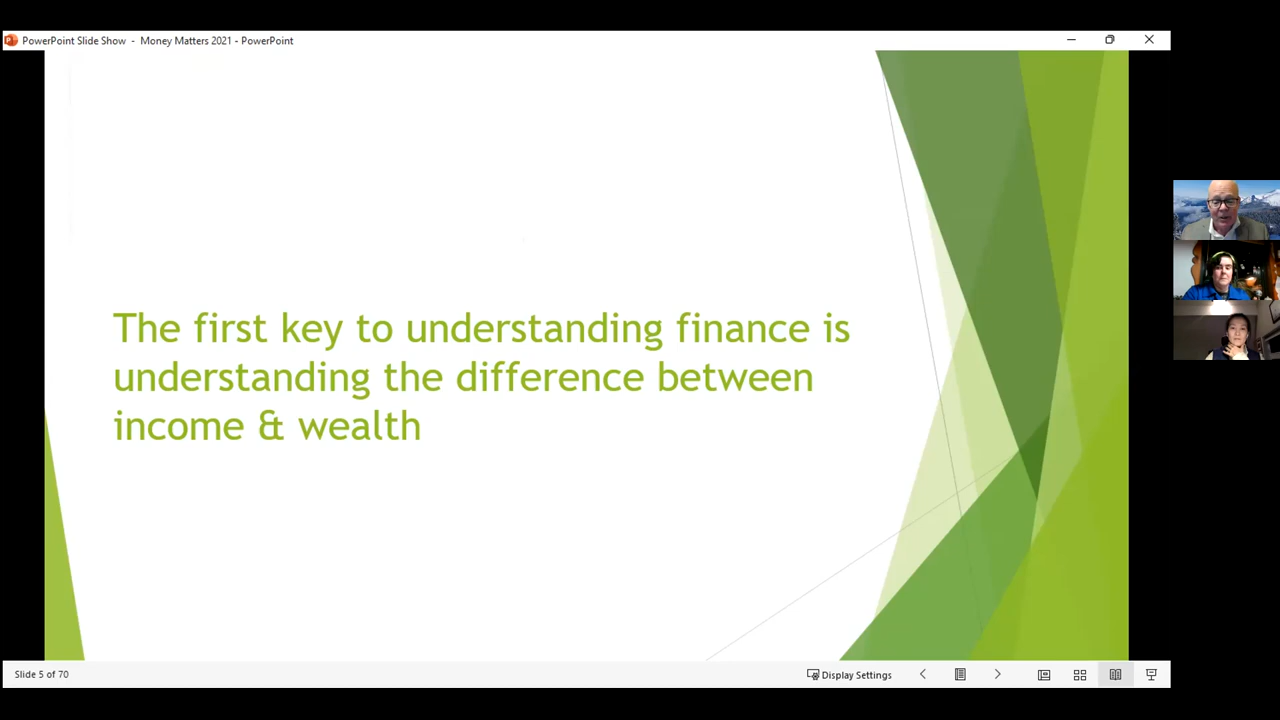 PowerPoint Slide Show - Money Matters 2021 - PowerPoint
The first key to understanding finance is
understanding the difference between
income & wealth
Slide 5 of 70
Display Settings